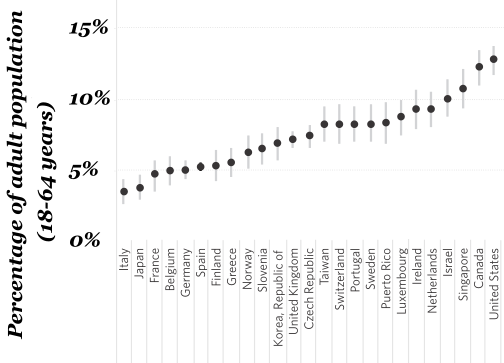 Percentage of adult population
(18-64 years)
15%
10%
5%
0%
Italy
Japan
France
Belgium
Germany
Spain
Finland
Greece
Norway
Slovenia
Korea, Republic of
United Kingdom
Czech Republic
Taiwan
Switzerland
Portugal
Sweden
Puerto Rico
Luxembourg
Ireland
Netherlands
Israel
Singapore
Canada
United States